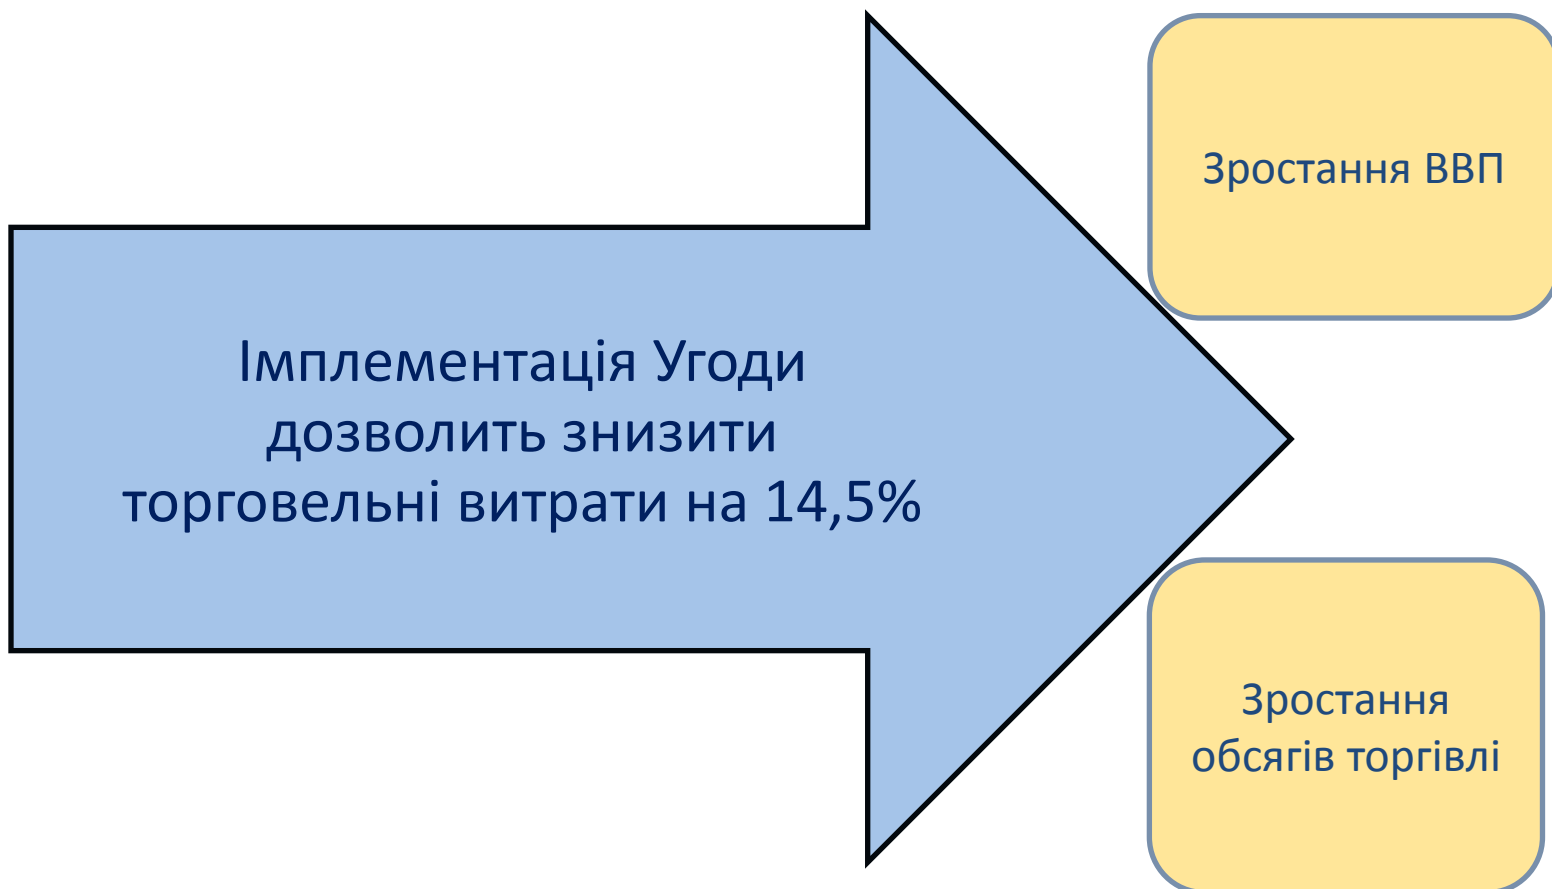 Зростання ВВП
Імплементація Угоди
дозволить знизити
торговельні витрати на 14,5%
Зростання
обсягів торгівлі